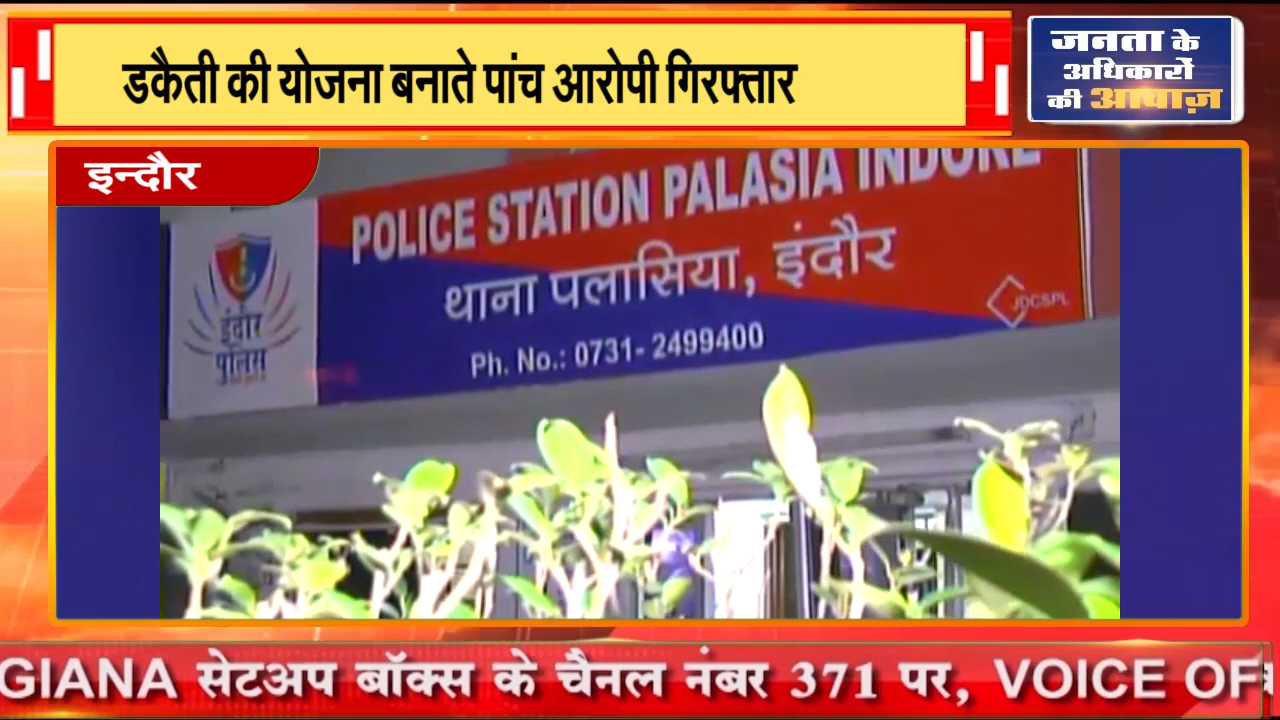 डकैती की योजना बनाते पांच आरोपी गिरफ्तार
जनता के
अधिकारों
की आवाज़
इन्दौर
POLICE STATION PALASIA INDORE
थाना पलासिया, इंदौर
Ph. No.: 0731- 2499400
इंदौर
पुलिस
JDCSPL
GIANA सेटअप बॉक्स के चैनल नंबर 371 पर, VOICE OF